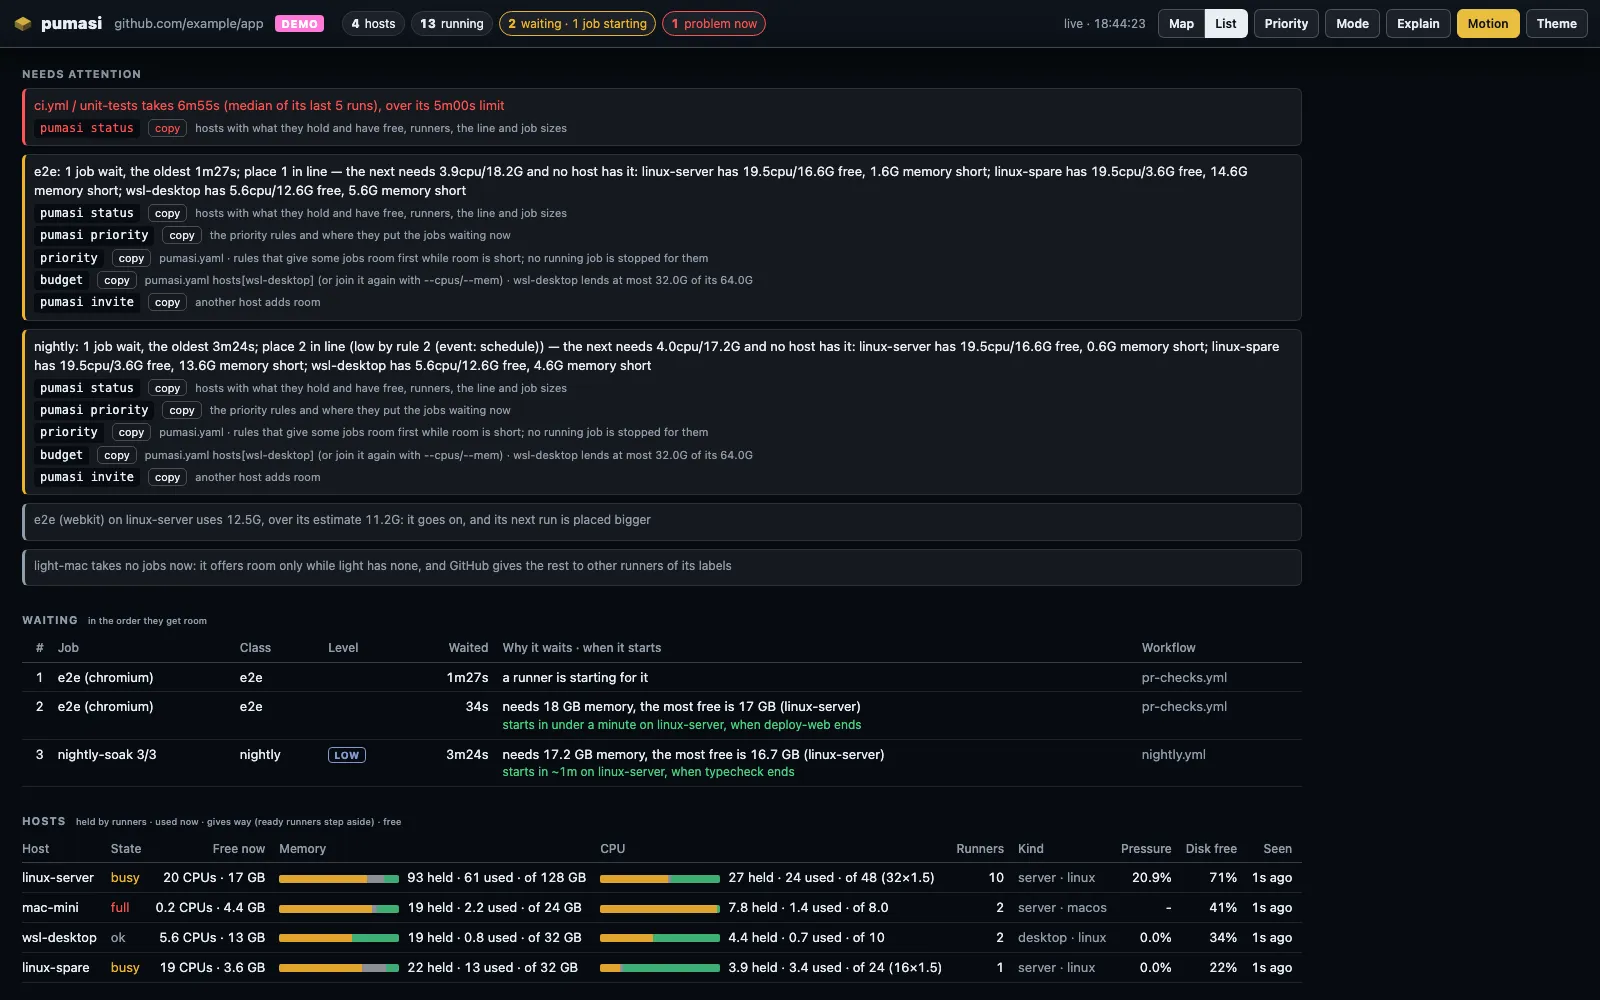 pumasi github.com/example/app DEMO 4 hosts 13 running 2 waiting · 1 job starting 1 problem now live · 18:44:23 Map List Priority Mode Explain Motion Theme
NEEDS ATTENTION
ci.yml / unit-tests takes 6m55s (median of its last 5 runs), over its 5m00s limit
pumasi status copy hosts with what they hold and have free, runners, the line and job sizes
e2e: 1 job wait, the oldest 1m27s; place 1 in line — the next needs 3.9cpu/18.2G and no host has it: linux-server has 19.5cpu/16.6G free, 1.6G memory short; linux-spare has 19.5cpu/3.6G free, 14.6G
memory short; wsl-desktop has 5.6cpu/12.6G free, 5.6G memory short
pumasi status copy hosts with what they hold and have free, runners, the line and job sizes
pumasi priority copy the priority rules and where they put the jobs waiting now
priority copy pumasi.yaml · rules that give some jobs room first while room is short; no running job is stopped for them
budget copy pumasi.yaml hosts[wsl-desktop] (or join it again with --cpus/--mem) · wsl-desktop lends at most 32.0G of its 64.0G
pumasi invite copy another host adds room
nightly: 1 job wait, the oldest 3m24s; place 2 in line (low by rule 2 (event: schedule)) — the next needs 4.0cpu/17.2G and no host has it: linux-server has 19.5cpu/16.6G free, 0.6G memory short; linux-spare
has 19.5cpu/3.6G free, 13.6G memory short; wsl-desktop has 5.6cpu/12.6G free, 4.6G memory short
pumasi status copy hosts with what they hold and have free, runners, the line and job sizes
pumasi priority copy the priority rules and where they put the jobs waiting now
priority copy pumasi.yaml · rules that give some jobs room first while room is short; no running job is stopped for them
budget copy pumasi.yaml hosts[wsl-desktop] (or join it again with --cpus/--mem) · wsl-desktop lends at most 32.0G of its 64.0G
pumasi invite copy another host adds room
e2e (webkit) on linux-server uses 12.5G, over its estimate 11.2G: it goes on, and its next run is placed bigger
light-mac takes no jobs now: it offers room only while light has none, and GitHub gives the rest to other runners of its labels
WAITING in the order they get room
# Job Class Level Waited Why it waits · when it starts Workflow
1 e2e (chromium) e2e 1m27s a runner is starting for it pr-checks.yml
2 e2e (chromium) e2e 34s needs 18 GB memory, the most free is 17 GB (linux-server) pr-checks.yml
starts in under a minute on linux-server, when deploy-web ends
3 nightly-soak 3/3 nightly LOW 3m24s needs 17.2 GB memory, the most free is 16.7 GB (linux-server) nightly.yml
starts in ~1m on linux-server, when typecheck ends
HOSTS held by runners · used now · gives way (ready runners step aside) · free
Host State Free now Memory CPU Runners Kind Pressure Disk free Seen
linux-server busy 20 CPUs · 17 GB 93 held · 61 used · of 128 GB 27 held · 24 used · of 48 (32×1.5) 10 server · linux 20.9% 71% 1s ago
mac-mini full 0.2 CPUs · 4.4 GB 19 held · 2.2 used · of 24 GB 7.8 held · 1.4 used · of 8.0 2 server · macos - 41% 1s ago
wsl-desktop ok 5.6 CPUs · 13 GB 19 held · 0.8 used · of 32 GB 4.4 held · 0.7 used · of 10 2 desktop · linux 0.0% 34% 1s ago
linux-spare busy 19 CPUs · 3.6 GB 22 held · 13 used · of 32 GB 3.9 held · 3.4 used · of 24 (16×1.5) 1 server · linux 0.0% 22% 1s ago